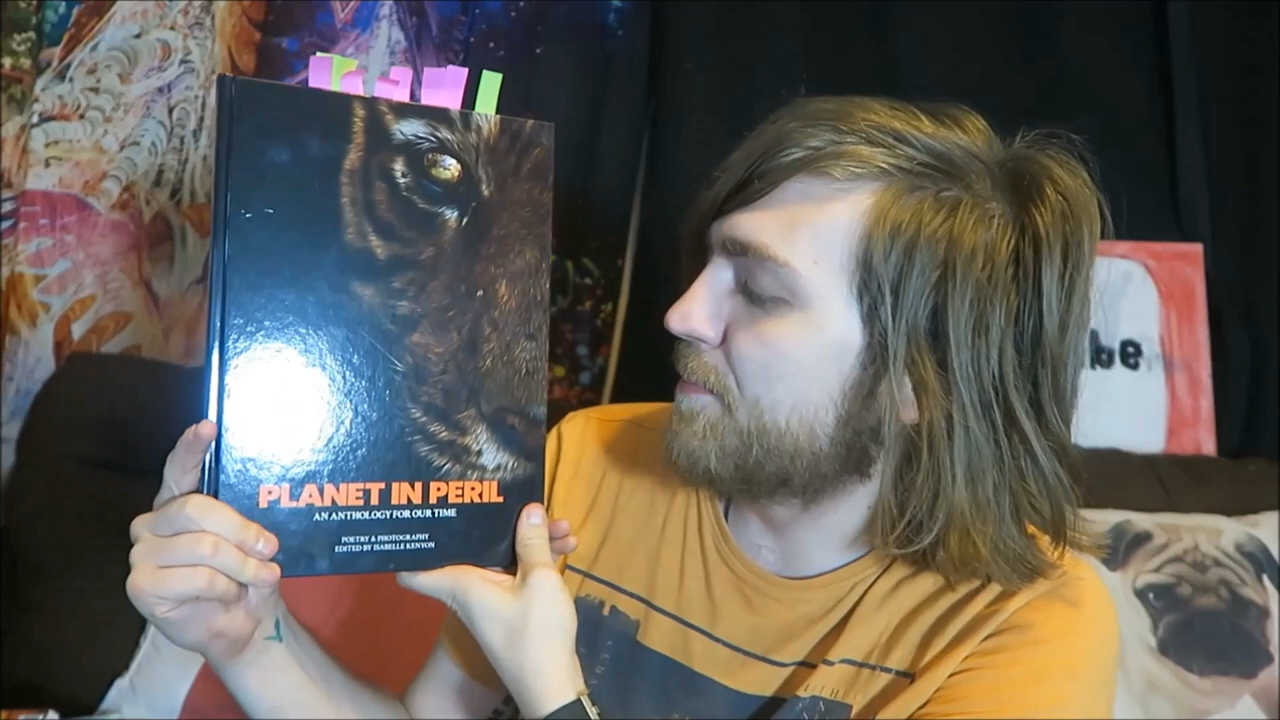 PLANET IN PERIL
AN ANTHOLOGY FOR OUR TIME
POETRY & PHOTOGRAPHY
EDITED BY ISABELLE KENYON
be